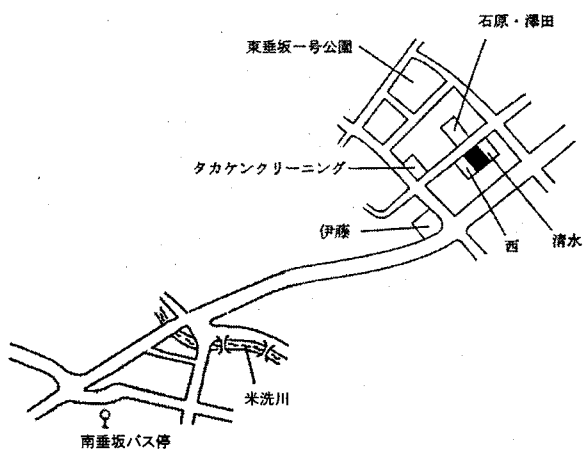 石原・澤田
東垂坂一号公園
タカケンクリーニング
伊藤
西
清水
米洗川
南垂坂バス停